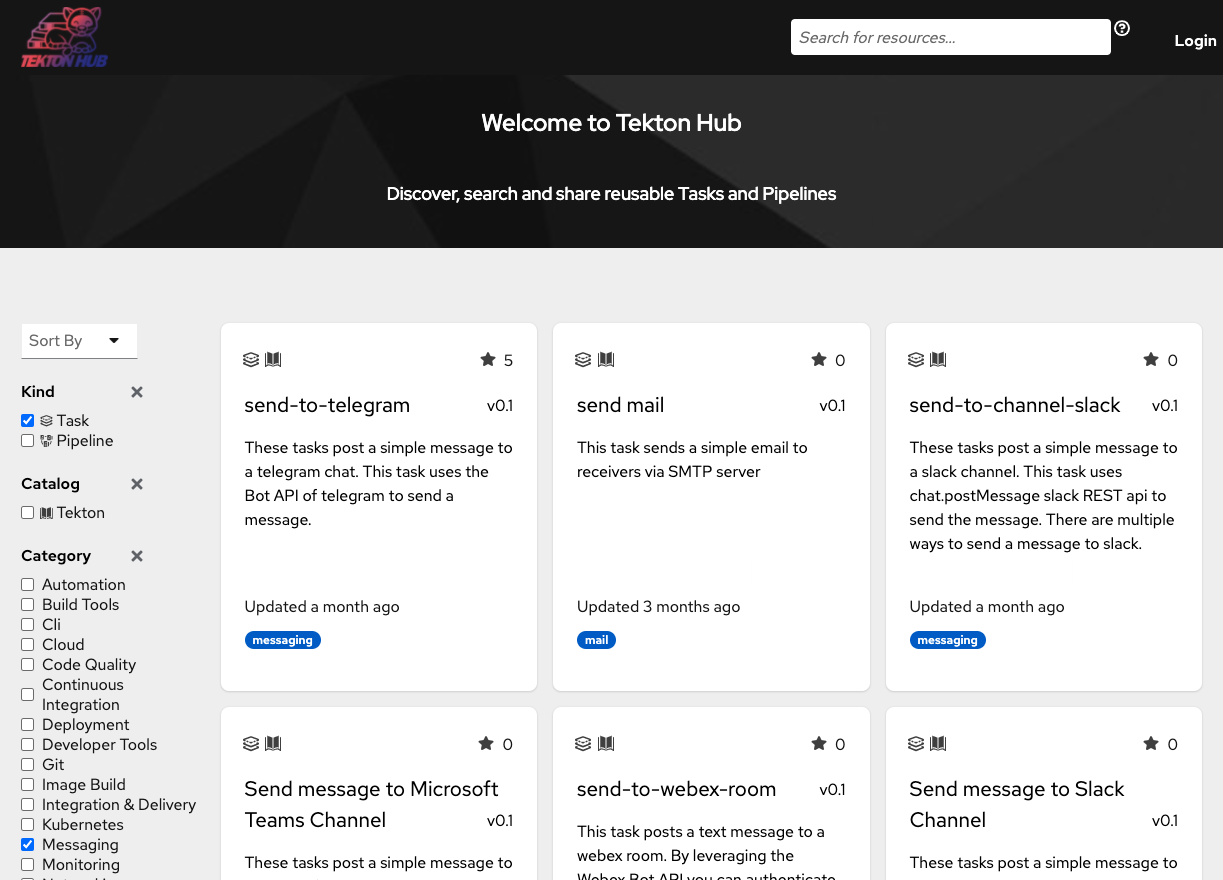 TEKTON HUB
Search for resources...
Login
Welcome to Tekton Hub
Discover, search and share reusable Tasks and Pipelines
Sort By
Kind
Task
Pipeline
Catalog
Tekton
Category
Automation
Build Tools
Cli
Cloud
Code Quality
Continuous
Integration
Deployment
Developer Tools
Git
Image Build
Integration & Delivery
Kubernetes
Messaging
Monitoring
5
send-to-telegram v0.1
These tasks post a simple message to
a telegram chat. This task uses the
Bot API of telegram to send a
message.
Updated a month ago
messaging
0
send mail v0.1
This task sends a simple email to
receivers via SMTP server
Updated 3 months ago
mail
0
send-to-channel-slack v0.1
These tasks post a simple message to
a slack channel. This task uses
chat.postMessage slack REST api to
send the message. There are multiple
ways to send a message to slack.
Updated a month ago
messaging
0
Send message to Microsoft
Teams Channel v0.1
These tasks post a simple message to
0
send-to-webex-room v0.1
This task posts a text message to a
webex room. By leveraging the
Webex Bot API you can authenticate
0
Send message to Slack
Channel v0.1
These tasks post a simple message to